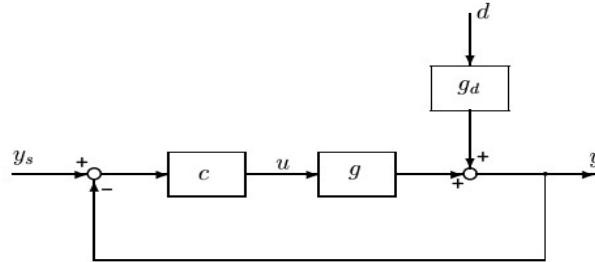 d
g_d
+
y_s + c u g + y
−